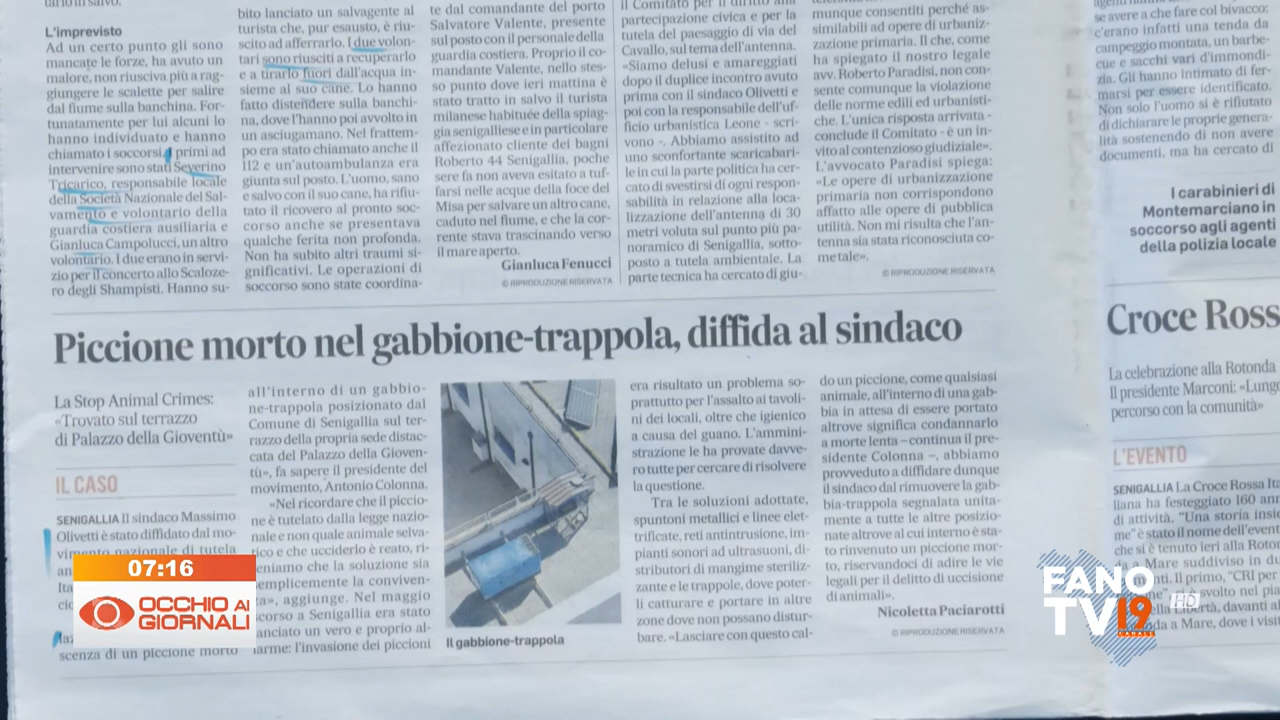 L'imprevisto
Ad un certo punto gli sono
mancate le forze, ha avuto un
malore, non riusciva più a rag-
giungere le scalette per salire
dal fiume sulla banchina. For-
tunatamente per lui alcuni lo
hanno individuato e hanno
chiamato i soccorsi. I primi ad
intervenire sono stati Severino
Tricarico, responsabile locale
della Società Nazionale del Sal-
vamento e volontario della
guardia costiera ausiliaria e
Gianluca Campolucci, un altro
volontario. I due erano in servi-
zio per il concerto allo Scaloze-
ro degli Shampisti. Hanno su-
bito lanciato un salvagente al
turista che, pur esausto, è riu-
scito ad afferrarlo. I due volon-
tari sono riusciti a recuperarlo
e a tirarlo fuori dall'acqua in-
sieme al suo cane. Lo hanno
fatto distendere sulla banchi-
na, dove l'hanno poi avvolto in
un asciugamano. Nel frattem-
po era stato chiamato anche il
112 e un'autoambulanza era
giunta sul posto. L'uomo, sano
e salvo con il suo cane, ha rifiu-
tato il ricovero al pronto soc-
corso anche se presentava
qualche ferita non profonda.
Non ha subito altri traumi si-
gnificativi. Le operazioni di
soccorso sono state coordina-
te dal comandante del porto
Salvatore Valente, presente
sul posto con il personale della
guardia costiera. Proprio il co-
mandante Valente, nello stes-
so punto dove ieri mattina è
stato tratto in salvo il turista
milanese habituée della spiag-
gia senigalliese e in particolare
affezionato cliente dei bagni
Roberto 44 Senigallia, poche
sere fa non aveva esitato a tuf-
farsi nelle acque della foce del
Misa per salvare un altro cane,
caduto nel fiume, e che la cor-
rente stava trascinando verso
il mare aperto.
Gianluca Fenucci
© RIPRODUZIONE RISERVATA
partecipazione civica e per la
tutela del paesaggio di via del
Cavallo, sul tema dell'antenna.
«Siamo delusi e amareggiati
dopo il duplice incontro avuto
prima con il sindaco Olivetti e
poi con la responsabile dell'uf-
ficio urbanistica Leone - scri-
vono -. Abbiamo assistito ad
uno sconfortante scaricabari-
le in cui la parte politica ha cer-
cato di svestirsi di ogni respon-
sabilità in relazione alla loca-
lizzazione dell'antenna di 30
metri voluta sul punto più pa-
noramico di Senigallia, sotto-
posto a tutela ambientale. La
parte tecnica ha cercato di giu-
munque consentiti perché as-
similabili ad opere di urbaniz-
zazione primaria. Il che, come
ha spiegato il nostro legale
avv. Roberto Paradisi, non con-
sente comunque la violazione
delle norme edili ed urbanisti-
che. L'unica risposta arrivata -
conclude il Comitato - è un in-
vito al contenzioso giudiziale».
L'avvocato Paradisi spiega:
«Le opere di urbanizzazione
primaria non corrispondono
affatto alle opere di pubblica
utilità. Non mi risulta che l'an-
tenna sia stata riconosciuta co-
me tale».
© RIPRODUZIONE RISERVATA
se avere a che fare col bivacco;
c'erano infatti una tenda da
campeggio montata, un barbe-
cue e sacchi vari d'immondi-
zia. Gli hanno intimato di fer-
marsi per essere identificato.
Non solo l'uomo si è rifiutato
di dichiarare le proprie genera-
lità sostenendo di non avere
documenti, ma ha cercato di
I carabinieri di
Montemarciano in
soccorso agli agenti
della polizia locale
Piccione morto nel gabbione-trappola, diffida al sindaco
La Stop Animal Crimes:
«Trovato sul terrazzo
di Palazzo della Gioventù»
IL CASO
SENIGALLIA Il sindaco Massimo
Olivetti è stato diffidato dal mo-
vimento nazionale di tutela
scenza di un piccione morto
all'interno di un gabbio-
ne-trappola posizionato dal
Comune di Senigallia sul ter-
razzo della propria sede distac-
cata del Palazzo della Gioven-
tù», fa sapere il presidente del
movimento, Antonio Colonna.
«Nel ricordare che il piccio-
ne è tutelato dalla legge nazio-
nale e non quale animale selva-
rico e che ucciderlo è reato, ri-
eniamo che la soluzione sia
emplicemente la conviven-
za», aggiunge. Nel maggio
scorso a Senigallia era stato
anciato un vero e proprio al-
larme: l'invasione dei piccioni
Il gabbione-trappola
era risultato un problema so-
prattutto per l'assalto ai tavoli-
ni dei locali, oltre che igienico
a causa del guano. L'ammini-
strazione le ha provate davve-
ro tutte per cercare di risolvere
la questione.
Tra le soluzioni adottate,
spuntoni metallici e linee elet-
trificate, reti antintrusione, im-
pianti sonori ad ultrasuoni, di-
stributori di mangime steriliz-
zante e le trappole, dove poter-
li catturare e portare in altre
zone dove non possano distur-
bare. «Lasciare con questo cal-
do un piccione, come qualsiasi
animale, all'interno di una gab-
bia in attesa di essere portato
altrove significa condannarlo
a morte lenta – continua il pre-
sidente Colonna –, abbiamo
provveduto a diffidare dunque
il sindaco dal rimuovere la gab-
bia-trappola segnalata unita-
mente a tutte le altre posizio-
nate altrove al cui interno è sta-
to rinvenuto un piccione mor-
to, riservandoci di adire le vie
legali per il delitto di uccisione
di animali».
Nicoletta Paciarotti
© RIPRODUZIONE RISERVATA
Croce Ross
La celebrazione alla Rotonda
Il presidente Marconi: «Lung
percorso con la comunità»
L'EVENTO
SENIGALLIA La Croce Rossa Ita
liana ha festeggiato 160 ann
di attività. "Una storia insie
me" è stato il nome dell'event
che si è tenuto ieri alla Roton
da a Mare suddiviso in du
07:16
OCCHIO AI
GIORNALI
FANO
TV19
CANALE
HD